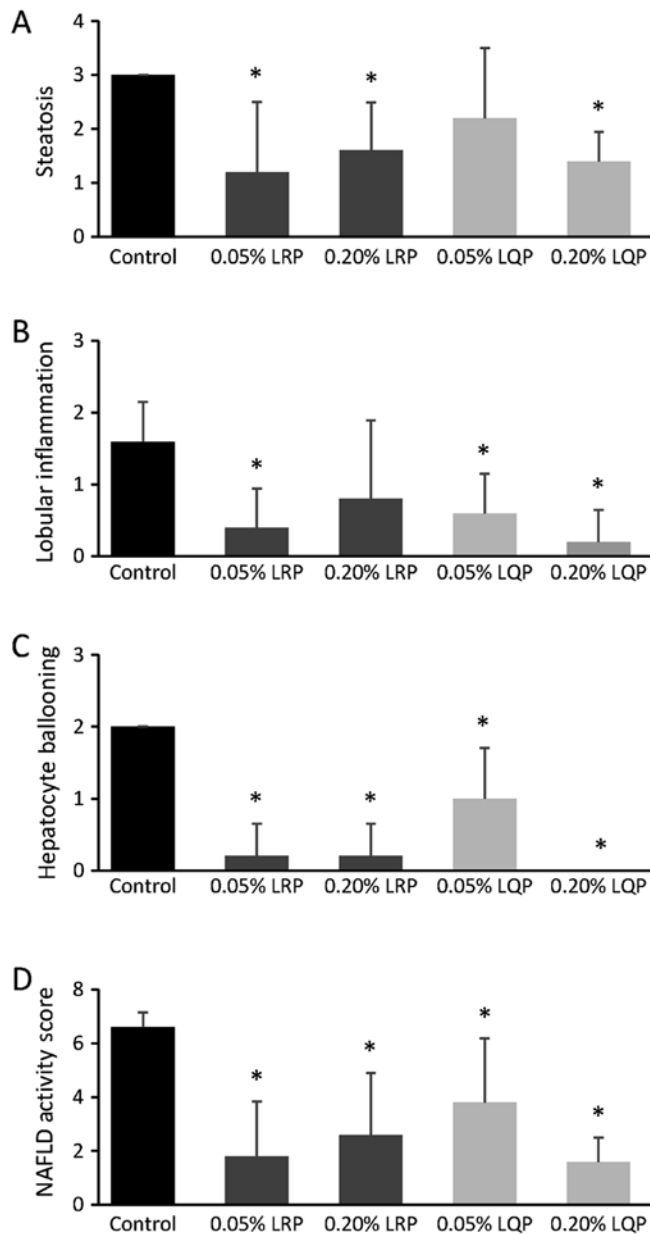 A
Steatosis
4
3
2
1
0
* * *
Control 0.05% LRP 0.20% LRP 0.05% LQP 0.20% LQP
B
Lobular inflammation
3
2
1
0
* * *
Control 0.05% LRP 0.20% LRP 0.05% LQP 0.20% LQP
C
Hepatocyte ballooning
3
2
1
0
* * * *
Control 0.05% LRP 0.20% LRP 0.05% LQP 0.20% LQP
D
NAFLD activity score
8
6
4
2
0
* * * *
Control 0.05% LRP 0.20% LRP 0.05% LQP 0.20% LQP